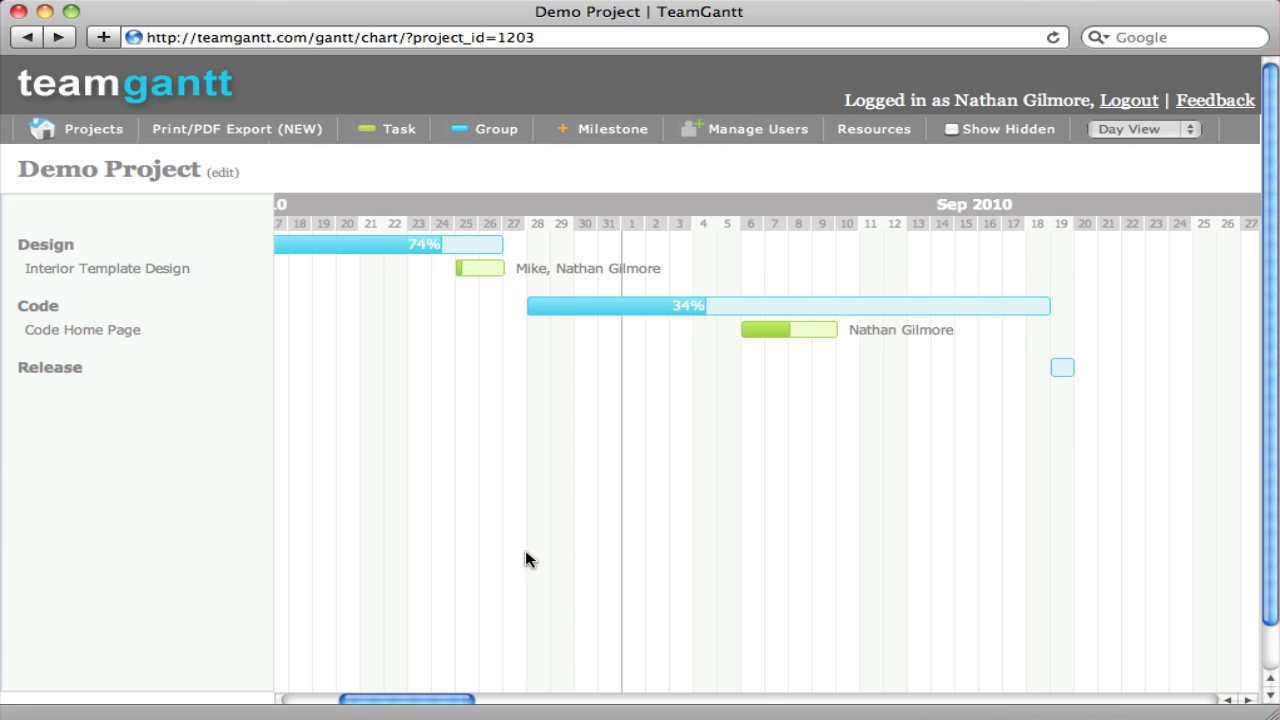 Demo Project | TeamGantt
http://teamgantt.com/gantt/chart/?project_id=1203
Google
teamgantt
Logged in as Nathan Gilmore, Logout | Feedback
Projects Print/PDF Export (NEW) Task Group Milestone Manage Users Resources Show Hidden Day View
Demo Project (edit)
10 Sep 2010
18 19 20 21 22 23 24 25 26 27 28 29 30 31 1 2 3 4 5 6 7 8 9 10 11 12 13 14 15 16 17 18 19 20 21 22 23 24 25 26 27
Design 74%
Interior Template Design Mike, Nathan Gilmore
Code 34%
Code Home Page Nathan Gilmore
Release